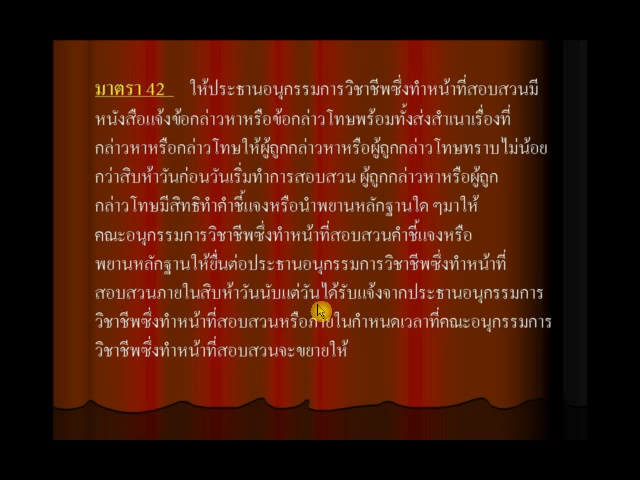 มาตรา 42 ให้ประธานอนุกรรมการวิชาชีพซึ่งทำหน้าที่สอบสวนมี
หนังสือแจ้งข้อกล่าวหาหรือข้อกล่าวโทษพร้อมทั้งส่งสำเนาเรื่องที่
กล่าวหาหรือกล่าวโทษให้ผู้ถูกกล่าวหาหรือผู้ถูกกล่าวโทษทราบไม่น้อย
กว่าสิบห้าวันก่อนวันเริ่มทำการสอบสวน ผู้ถูกกล่าวหาหรือผู้ถูก
กล่าวโทษมีสิทธิทำคำชี้แจงหรือนำพยานหลักฐานใด ๆมาให้
คณะอนุกรรมการวิชาชีพซึ่งทำหน้าที่สอบสวนคำชี้แจงหรือ
พยานหลักฐานให้ยื่นต่อประธานอนุกรรมการวิชาชีพซึ่งทำหน้าที่
สอบสวนภายในสิบห้าวันนับแต่วันได้รับแจ้งจากประธานอนุกรรมการ
วิชาชีพซึ่งทำหน้าที่สอบสวนหรือภายในกำหนดเวลาที่คณะอนุกรรมการ
วิชาชีพซึ่งทำหน้าที่สอบสวนจะขยายให้